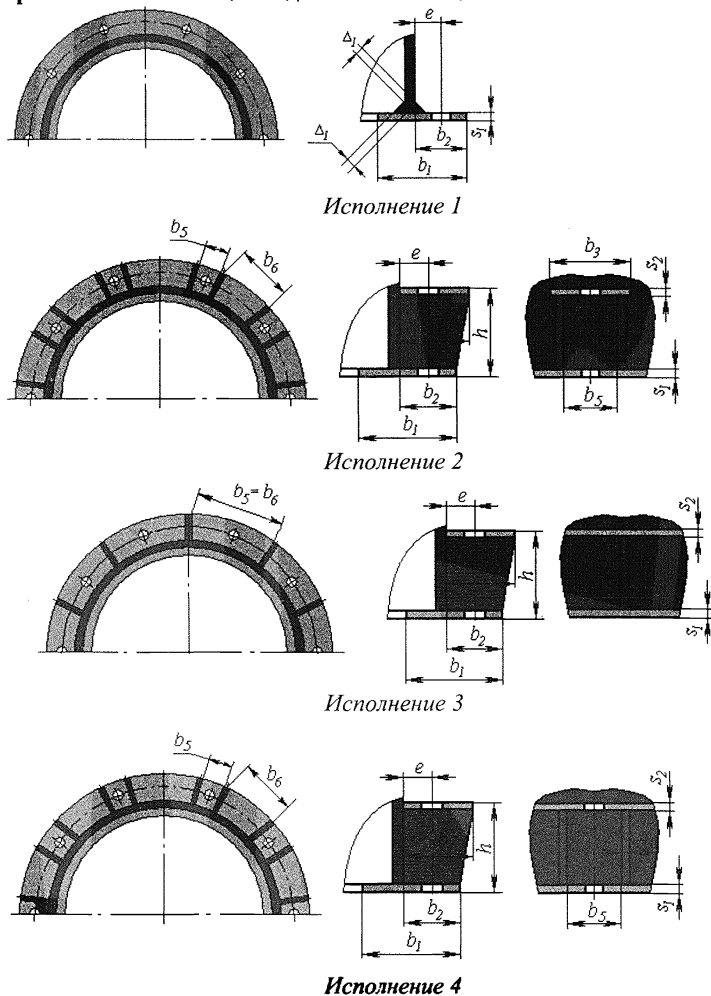 Δ₁ e
Δ₁ b₂ s₁
b₁
Исполнение 1
b₅ b₆ e b₃ s₂
h
b₂ b₅ s₁
b₁
Исполнение 2
b₅= b₆ e s₂
h
b₂ s₁
b₁
Исполнение 3
b₅ b₆ e s₂
h
b₂ b₅ s₁
b₁
Исполнение 4